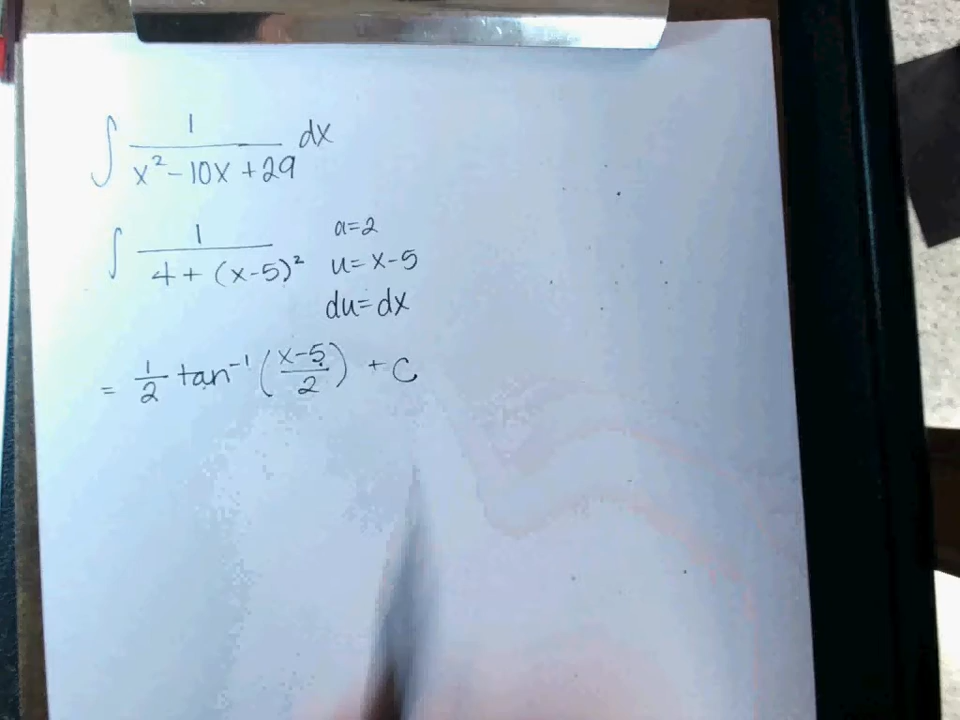 ∫ 1/(x² - 10x + 29) dx
∫ 1/(4 + (x-5)²) a=2
u = x-5
du = dx
= 1/2 tan⁻¹ ((x-5)/2) + C